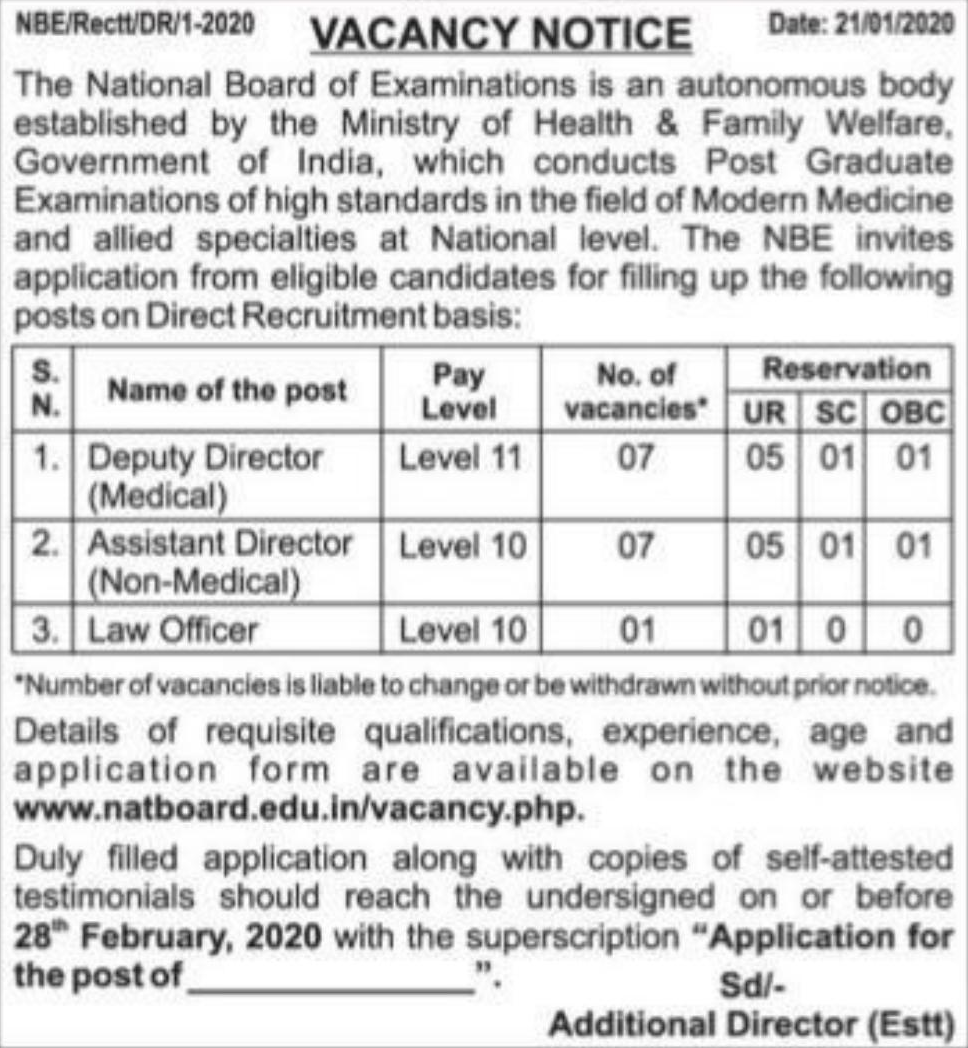 NBE/Rectt/DR/1-2020 VACANCY NOTICE Date: 21/01/2020
The National Board of Examinations is an autonomous body
established by the Ministry of Health & Family Welfare,
Government of India, which conducts Post Graduate
Examinations of high standards in the field of Modern Medicine
and allied specialties at National level. The NBE invites
application from eligible candidates for filling up the following
posts on Direct Recruitment basis:
S. N. Name of the post Pay Level No. of vacancies* Reservation
UR SC OBC
1. Deputy Director Level 11 07 05 01 01
(Medical)
2. Assistant Director Level 10 07 05 01 01
(Non-Medical)
3. Law Officer Level 10 01 01 0 0
*Number of vacancies is liable to change or be withdrawn without prior notice.
Details of requisite qualifications, experience, age and
application form are available on the website
www.natboard.edu.in/vacancy.php.
Duly filled application along with copies of self-attested
testimonials should reach the undersigned on or before
28th February, 2020 with the superscription “Application for
the post of ________________”.
Sd/-
Additional Director (Estt)